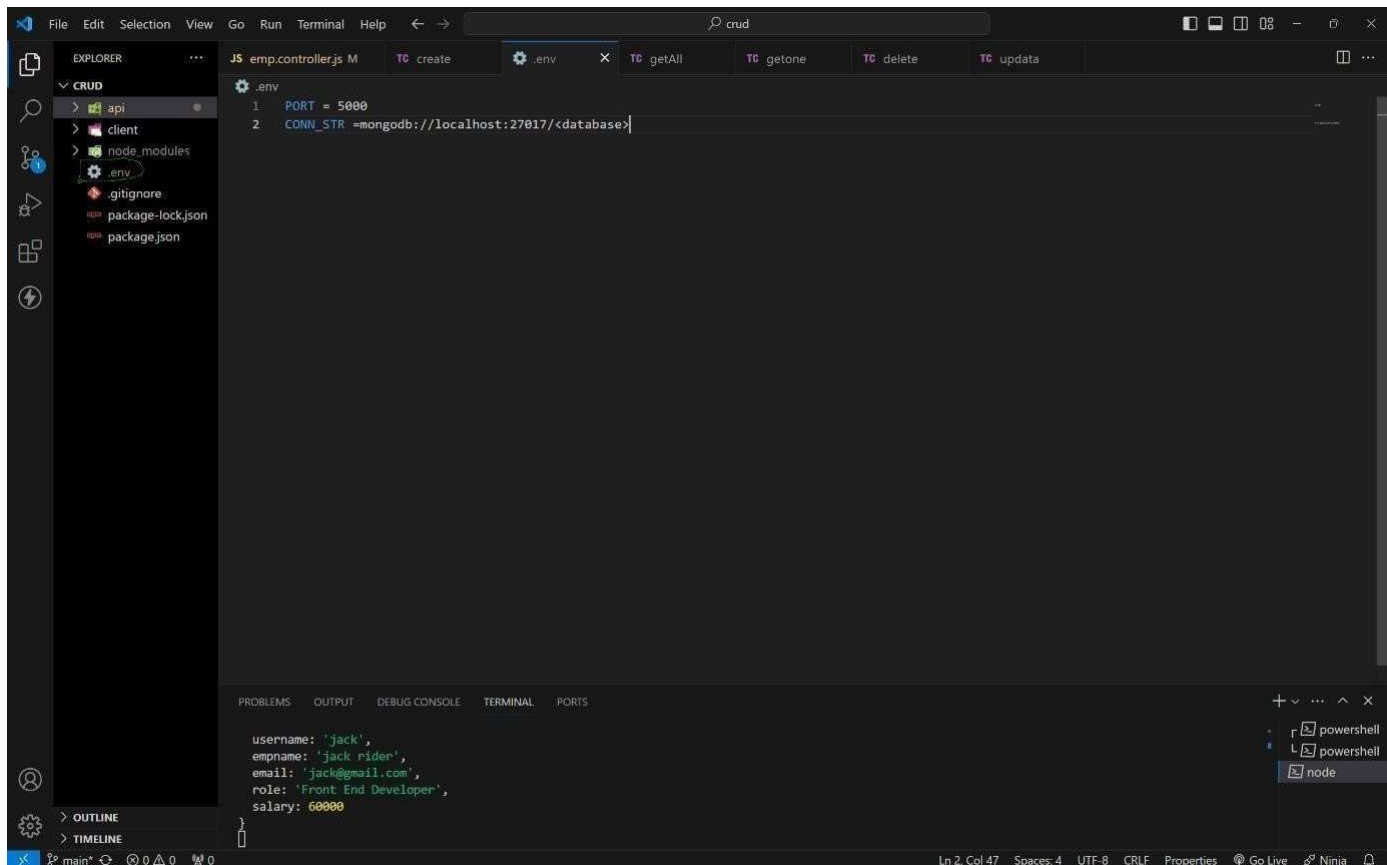 File Edit Selection View Go Run Terminal Help ← → crud
EXPLORER ...
JS emp.controller.js M TC create .env × TC getAll TC getone TC delete TC updata ...
CRUD
api
client
node_modules
.env
.gitignore
package-lock.json
package.json
.env
1 PORT = 5000
2 CONN_STR =mongodb://localhost:27017/<database>
PROBLEMS OUTPUT DEBUG CONSOLE TERMINAL PORTS
username: 'jack',
empname: 'jack rider',
email: 'jack@gmail.com',
role: 'Front End Developer',
salary: 60000
}
powershell
powershell
node
OUTLINE
TIMELINE
1
main* 0 0 0 Ln 2, Col 47 Spaces: 4 UTF-8 CRLF Properties Go Live Ninja